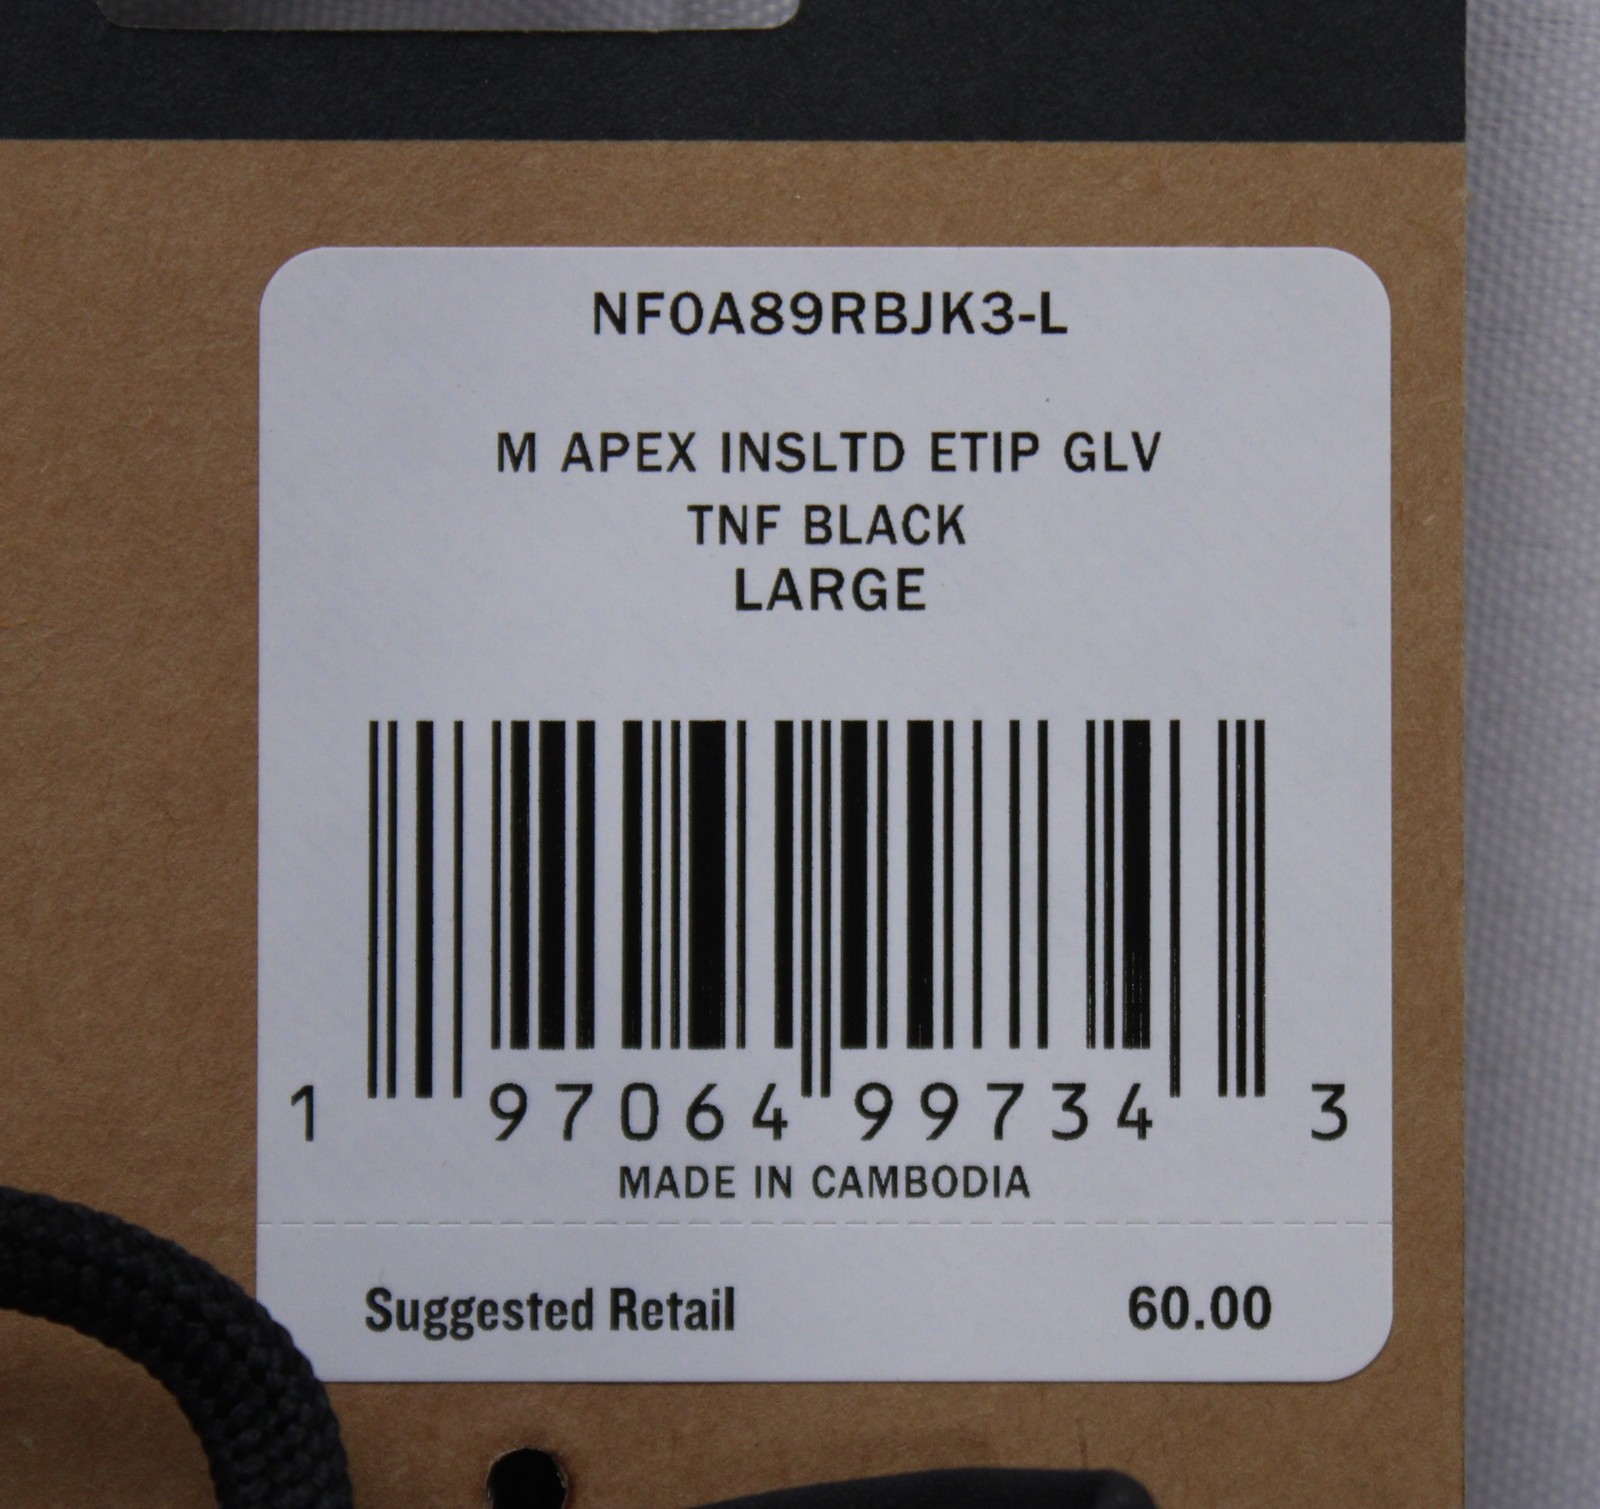 NF0A89RBJK3-L
M APEX INSLTD ETIP GLV
TNF BLACK
LARGE
1 97064 99734 3
MADE IN CAMBODIA
Suggested Retail 60.00